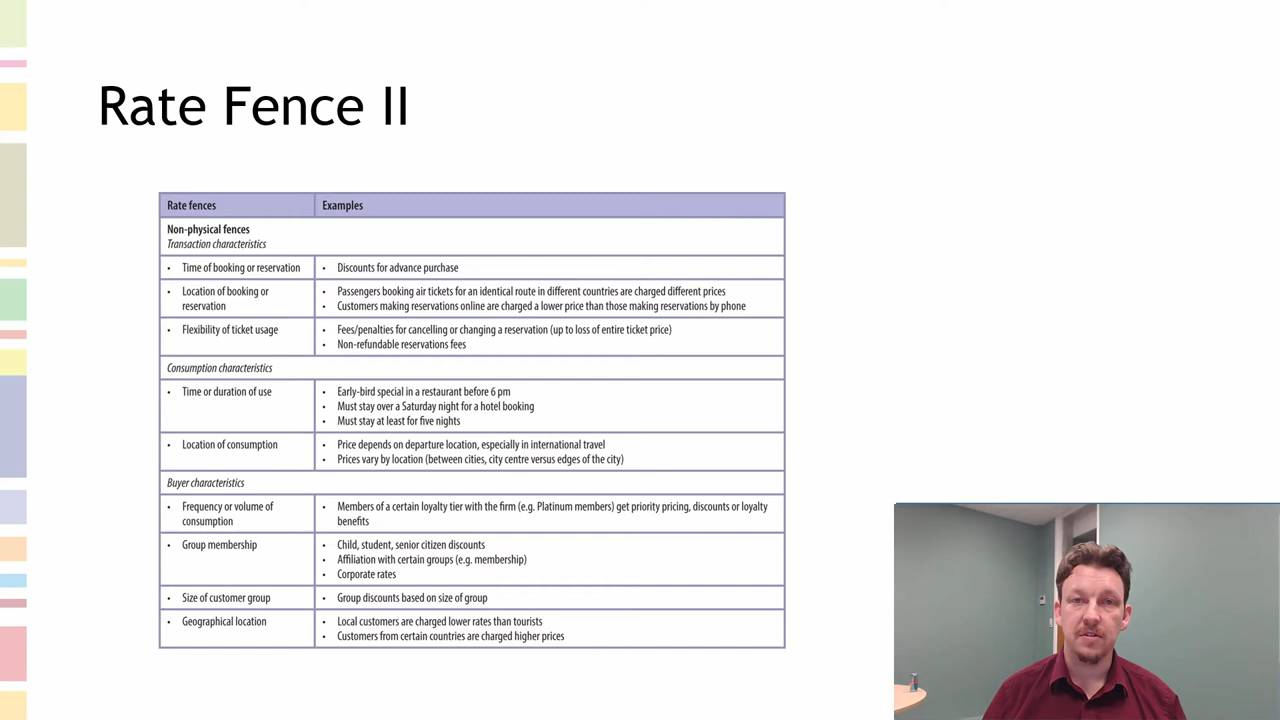 Rate Fence II
Rate fences
Examples
Non-physical fences
Transaction characteristics
• Time of booking or reservation
• Discounts for advance purchase
• Location of booking or
reservation
• Passengers booking air tickets for an identical route in different countries are charged different prices
• Customers making reservations online are charged a lower price than those making reservations by phone
• Flexibility of ticket usage
• Fees/penalties for cancelling or changing a reservation (up to loss of entire ticket price)
• Non-refundable reservations fees
Consumption characteristics
• Time or duration of use
• Early-bird special in a restaurant before 6 pm
• Must stay over a Saturday night for a hotel booking
• Must stay at least for five nights
• Location of consumption
• Price depends on departure location, especially in international travel
• Prices vary by location (between cities, city centre versus edges of the city)
Buyer characteristics
• Frequency or volume of
consumption
• Members of a certain loyalty tier with the firm (e.g. Platinum members) get priority pricing, discounts or loyalty
benefits
• Group membership
• Child, student, senior citizen discounts
• Affiliation with certain groups (e.g. membership)
• Corporate rates
• Size of customer group
• Group discounts based on size of group
• Geographical location
• Local customers are charged lower rates than tourists
• Customers from certain countries are charged higher prices